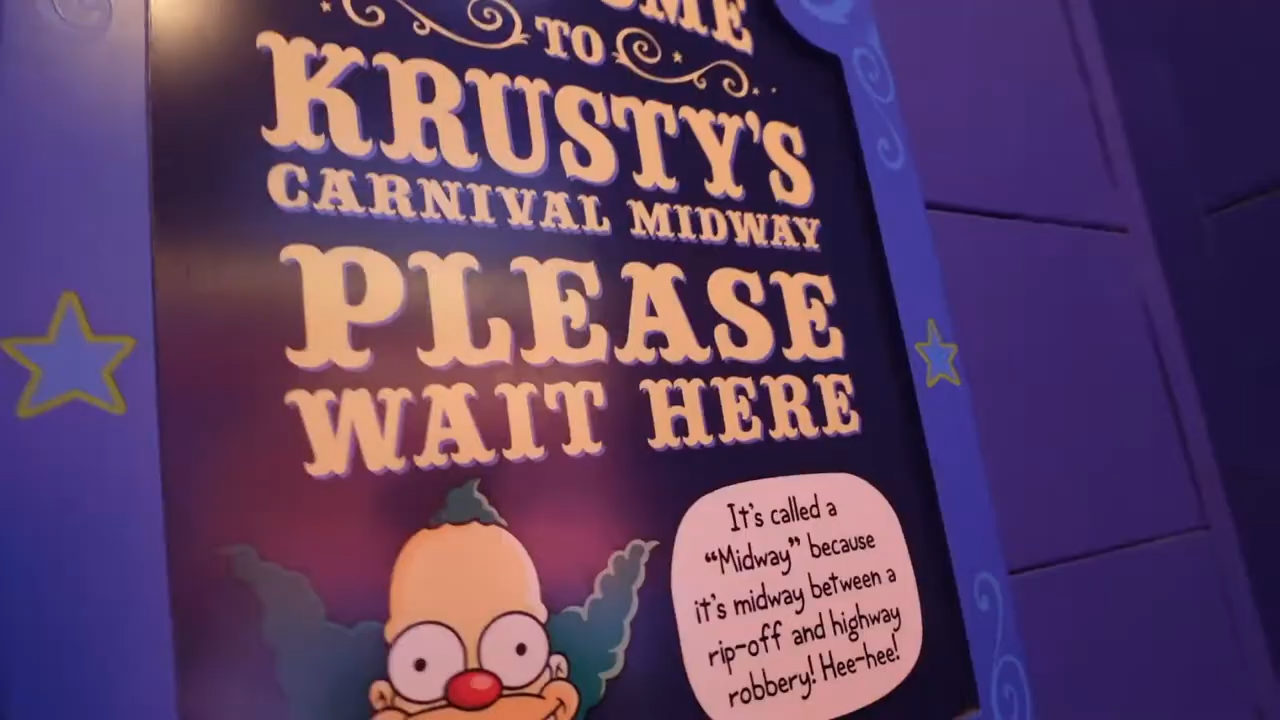 TO
KRUSTY'S
CARNIVAL MIDWAY
PLEASE
WAIT HERE
It's called a
“Midway” because
it's midway between a
rip-off and highway
robbery! Hee-hee!